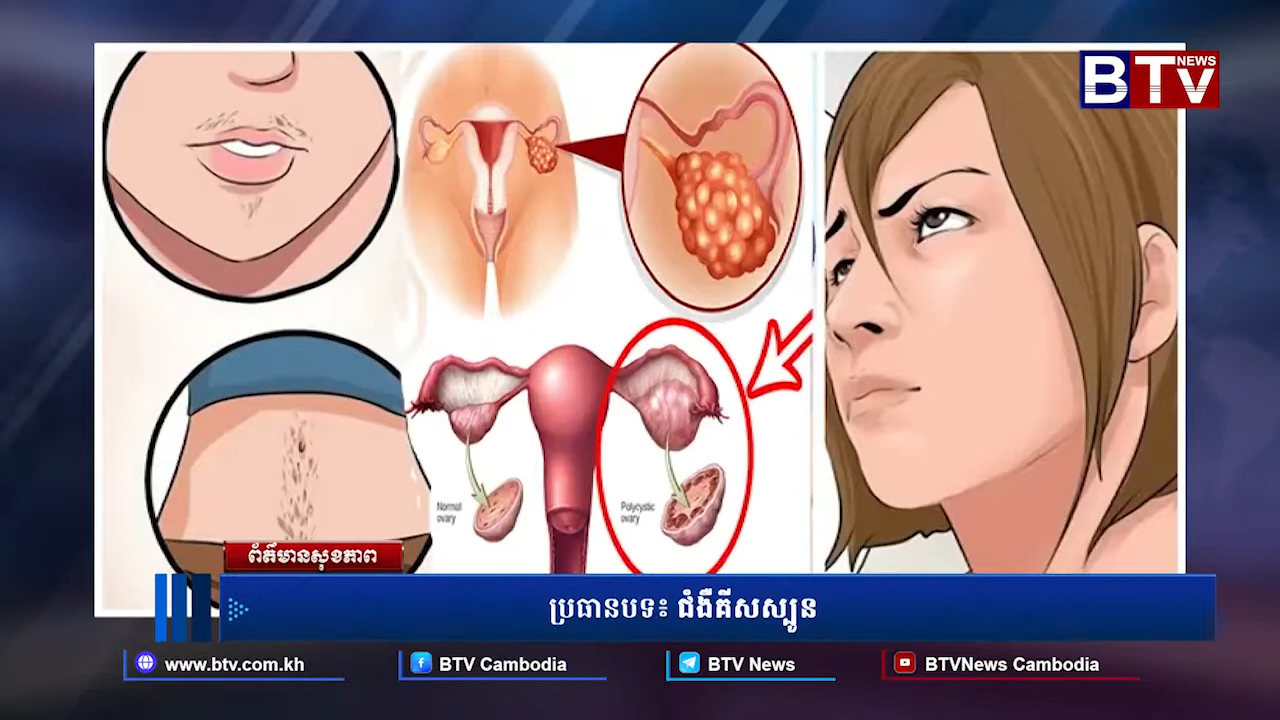 BTV NEWS
Normal
ovary
Polycystic
ovary
ព័ត៌មានសុខភាព
ប្រធានបទ៖ ជំងឺគីសស្បូន
www.btv.com.kh
BTV Cambodia
BTV News
BTVNews Cambodia